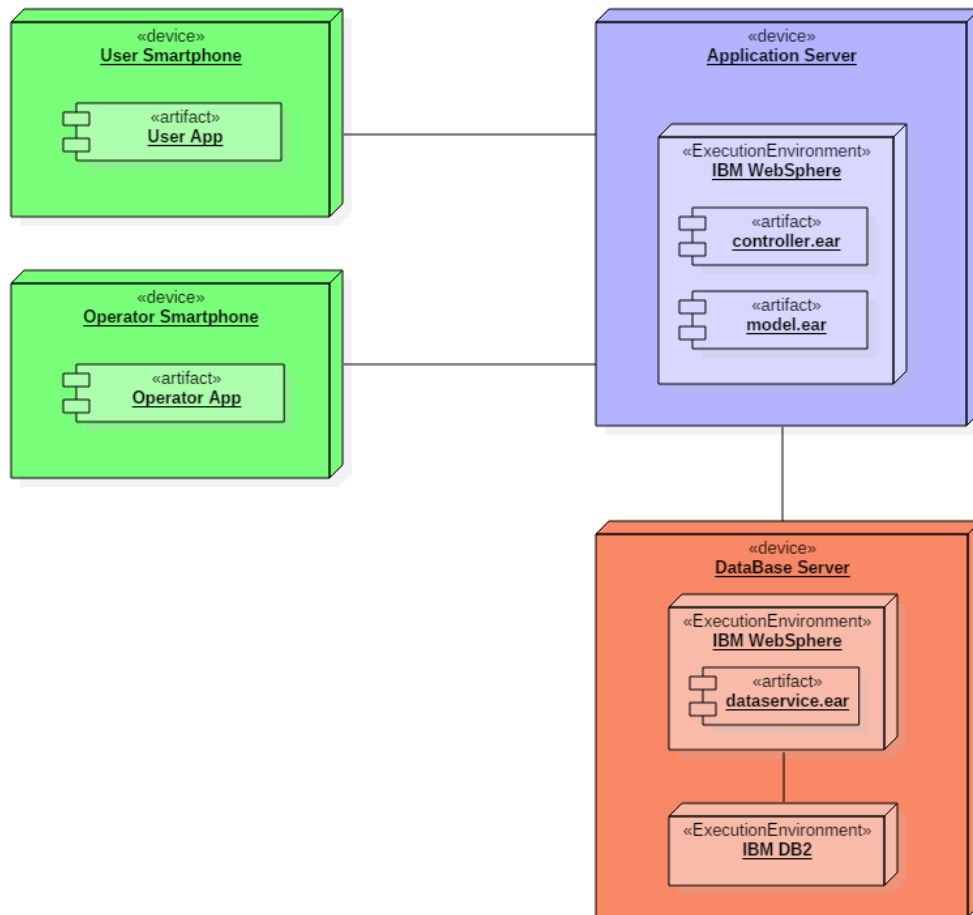 «device»
User Smartphone
«artifact»
User App
«device»
Operator Smartphone
«artifact»
Operator App
«device»
Application Server
«ExecutionEnvironment»
IBM WebSphere
«artifact»
controller.ear
«artifact»
model.ear
«device»
DataBase Server
«ExecutionEnvironment»
IBM WebSphere
«artifact»
dataservice.ear
«ExecutionEnvironment»
IBM DB2